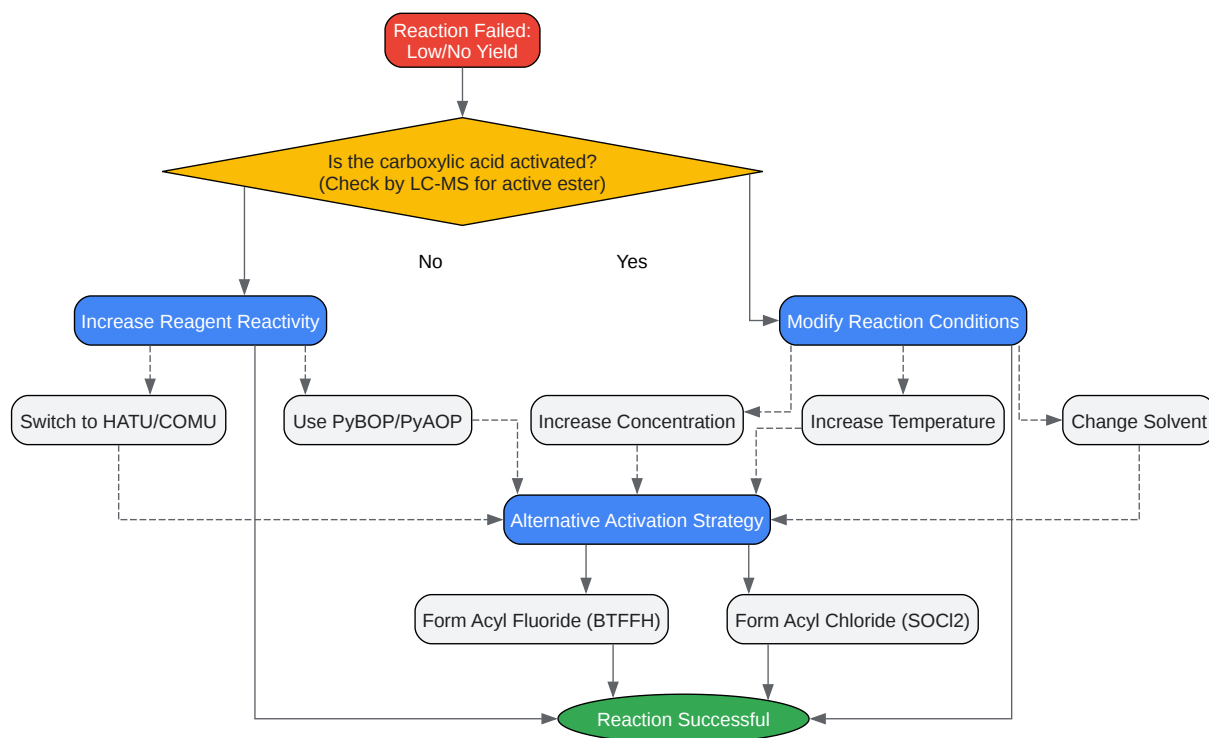 Reaction Failed:
Low/No Yield
Is the carboxylic acid activated?
(Check by LC-MS for active ester)
No
Yes
Increase Reagent Reactivity
Modify Reaction Conditions
Switch to HATU/COMU
Use PyBOP/PyAOP
Increase Concentration
Increase Temperature
Change Solvent
Alternative Activation Strategy
Form Acyl Fluoride (BTFFH)
Form Acyl Chloride (SOCl2)
Reaction Successful